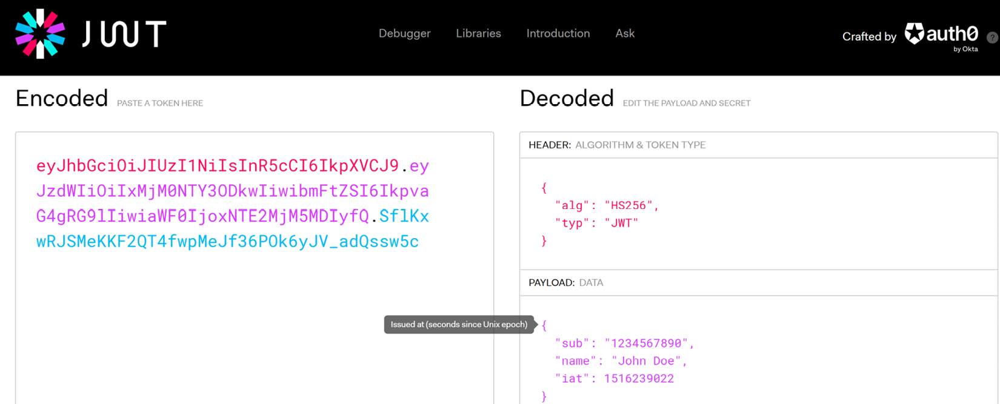 JWT
Debugger
Libraries
Introduction
Ask
Crafted by
auth0
by Okta
?
Encoded PASTE A TOKEN HERE
eyJhbGciOiJIUzI1NiIsInR5cCI6IkpXVCJ9.ey
JzdWIiOiIxMjM0NTY3ODkwIiwibmFtZSI6Ikpva
G4gRG9lIiwiaWF0IjoxNTE2MjM5MDIyfQ.SflKx
wRJSMeKKF2QT4fwpMeJf36POk6yJV_adQssw5c
Decoded EDIT THE PAYLOAD AND SECRET
HEADER: ALGORITHM & TOKEN TYPE
{
"alg": "HS256",
"typ": "JWT"
}
PAYLOAD: DATA
Issued at (seconds since Unix epoch)
{
"sub": "1234567890",
"name": "John Doe",
"iat": 1516239022
}